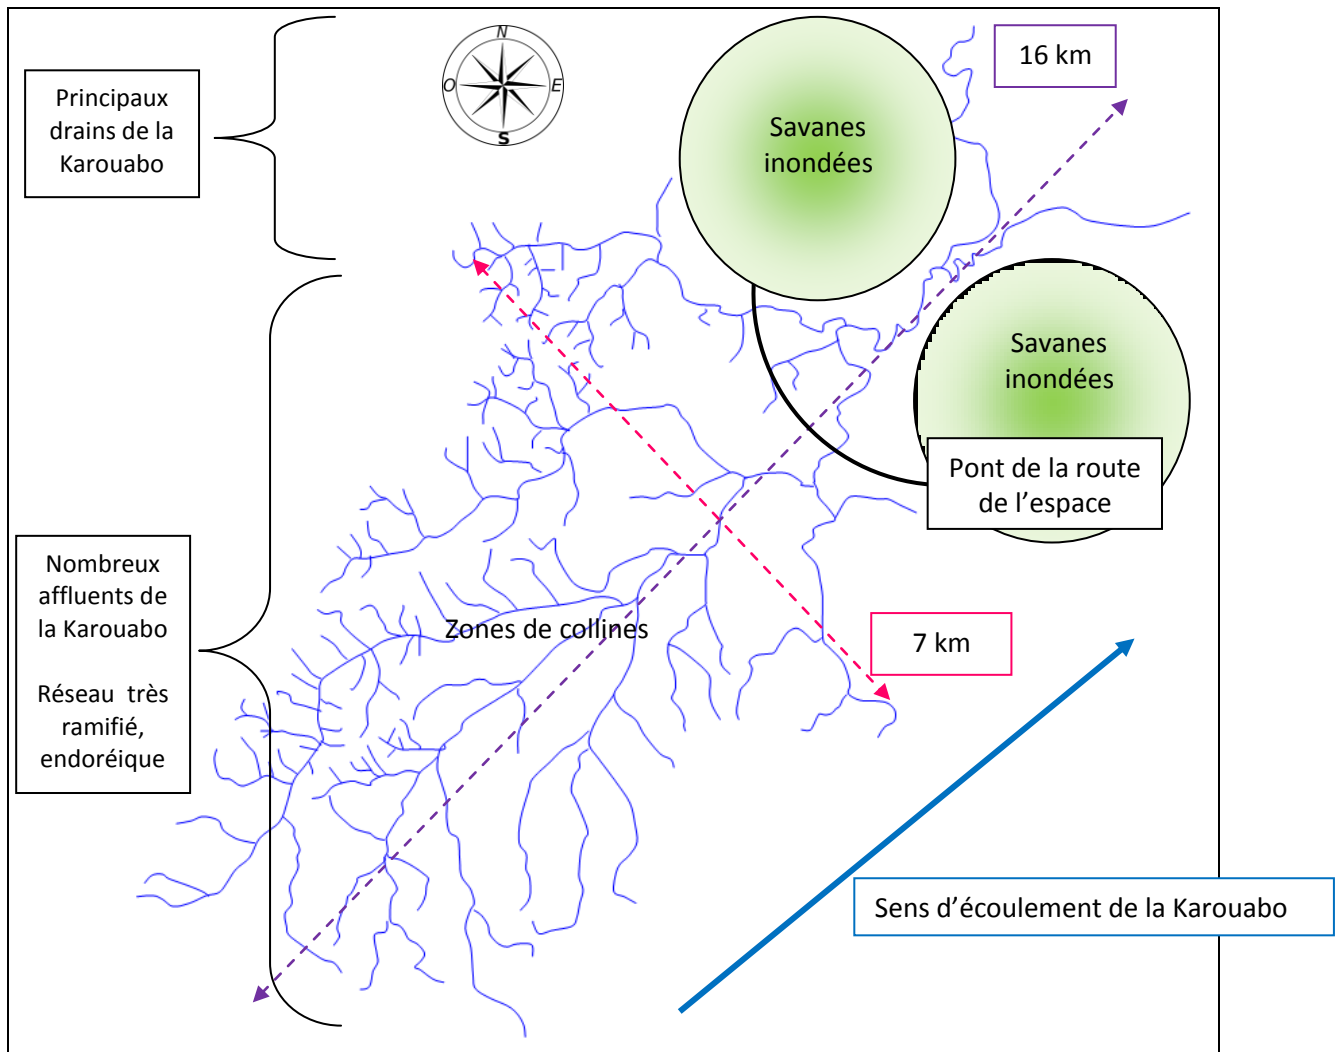 Principaux
drains de la
Karouabo
N
O
E
S
Savanes
inondées
16 km
Savanes
inondées
Pont de la route
de l’espace
Nombreux
affluents de
la Karouabo
Réseau très
ramifié,
endoréique
Zones de collines
7 km
Sens d’écoulement de la Karouabo